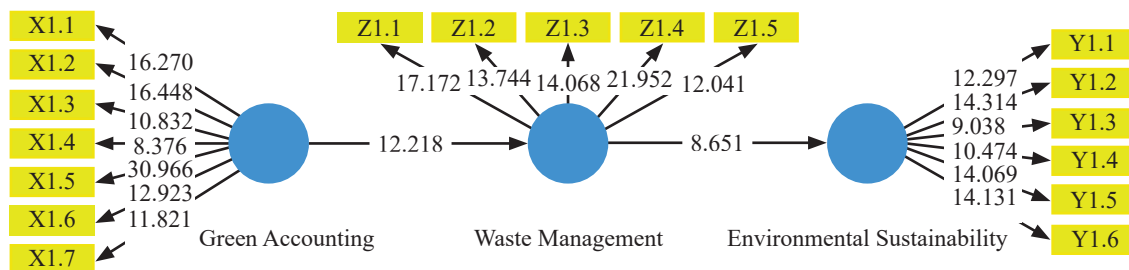 X1.1
X1.2
X1.3
X1.4
X1.5
X1.6
X1.7
16.270
16.448
10.832
8.376
30.966
12.923
11.821
Green Accounting
12.218
Z1.1
Z1.2
Z1.3
Z1.4
Z1.5
17.172
13.744
14.068
21.952
12.041
Waste Management
8.651
Environmental Sustainability
12.297
14.314
9.038
10.474
14.069
14.131
Y1.1
Y1.2
Y1.3
Y1.4
Y1.5
Y1.6